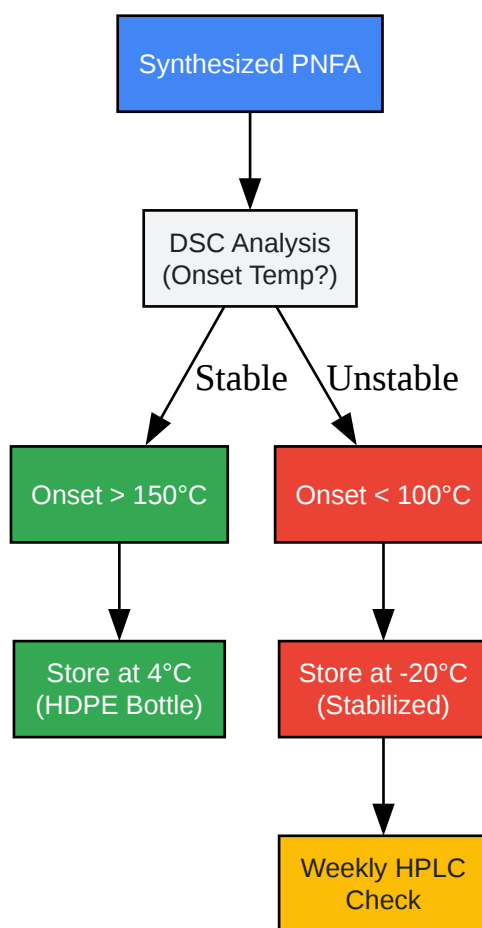 Synthesized PNFA
DSC Analysis
(Onset Temp?)
Stable
Unstable
Onset > 150°C
Onset < 100°C
Store at 4°C
(HDPE Bottle)
Store at -20°C
(Stabilized)
Weekly HPLC
Check